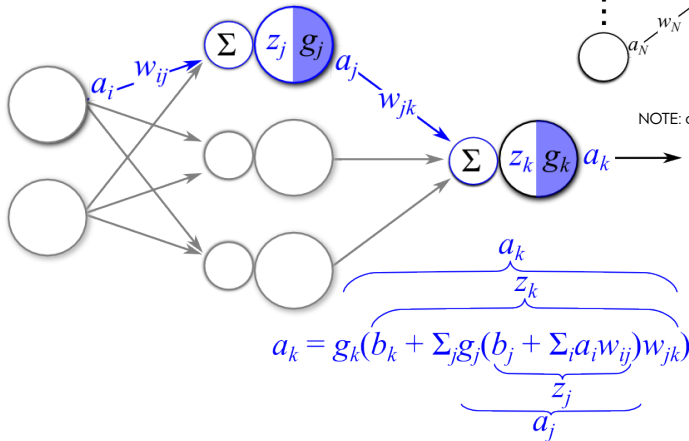 a_i w_ij Σ z_j g_j a_j w_jk
a_N w_N
NOTE:
Σ z_k g_k a_k
a_k
z_k
a_k = g_k(b_k + Σ_j g_j(b_j + Σ_i a_i w_ij)w_jk)
z_j
a_j